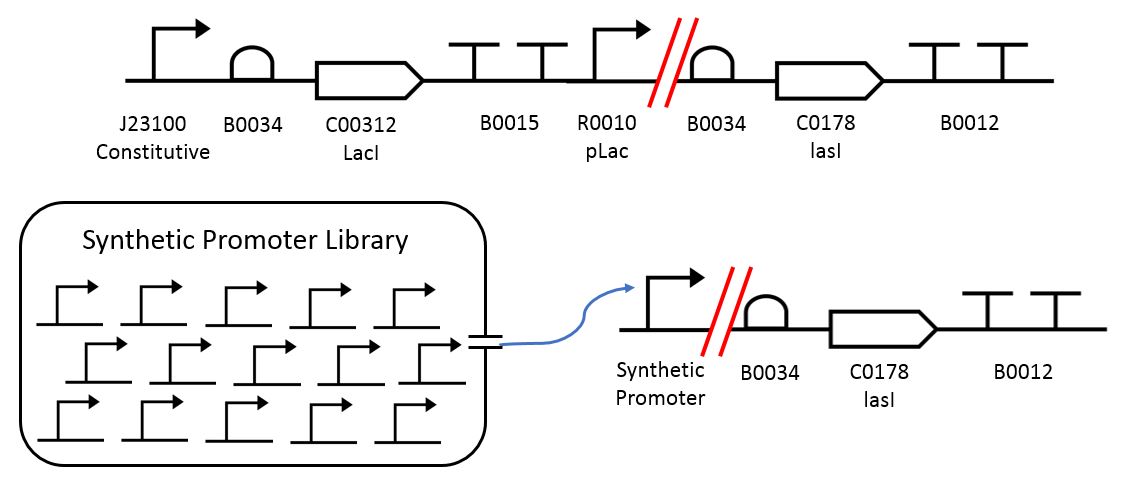 J23100
Constitutive
B0034
C00312
LacI
B0015
R0010
pLac
B0034
C0178
lasI
B0012
Synthetic Promoter Library
Synthetic
Promoter
B0034
C0178
lasI
B0012